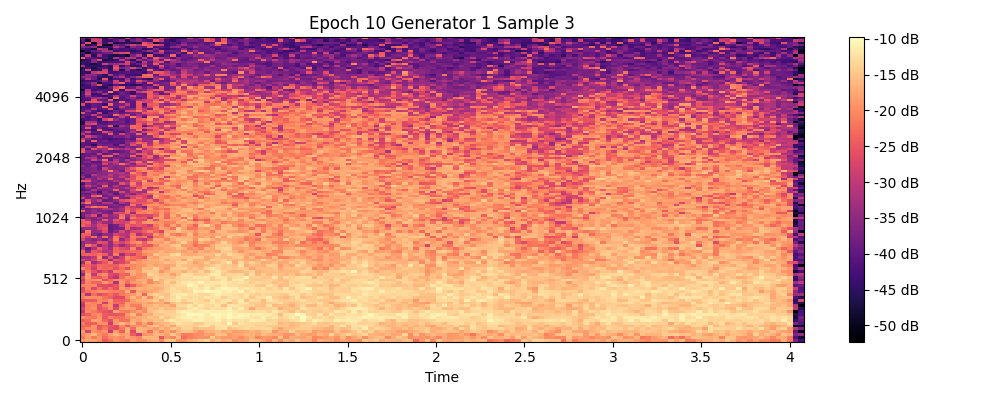 Epoch 10 Generator 1 Sample 3
Hz
4096
2048
1024
512
0
0
0.5
1
1.5
2
2.5
3
3.5
4
Time
-10 dB
-15 dB
-20 dB
-25 dB
-30 dB
-35 dB
-40 dB
-45 dB
-50 dB